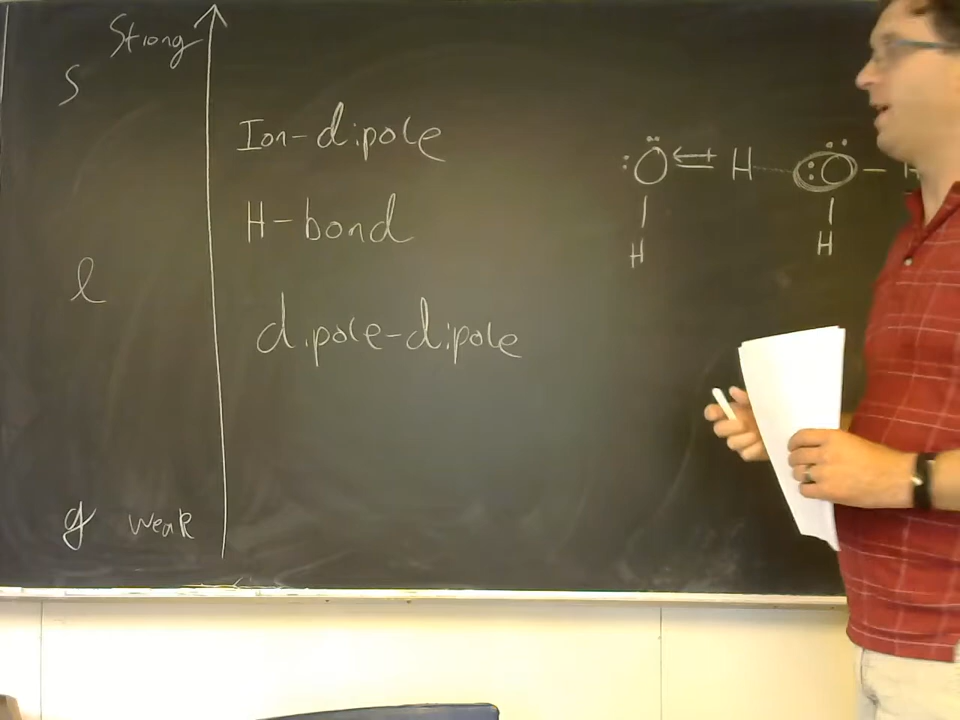 Strong
s
Ion-dipole
:Ö ⇐+ H ····· :Ö — H
H
H
H-bond
l
dipole-dipole
g weak